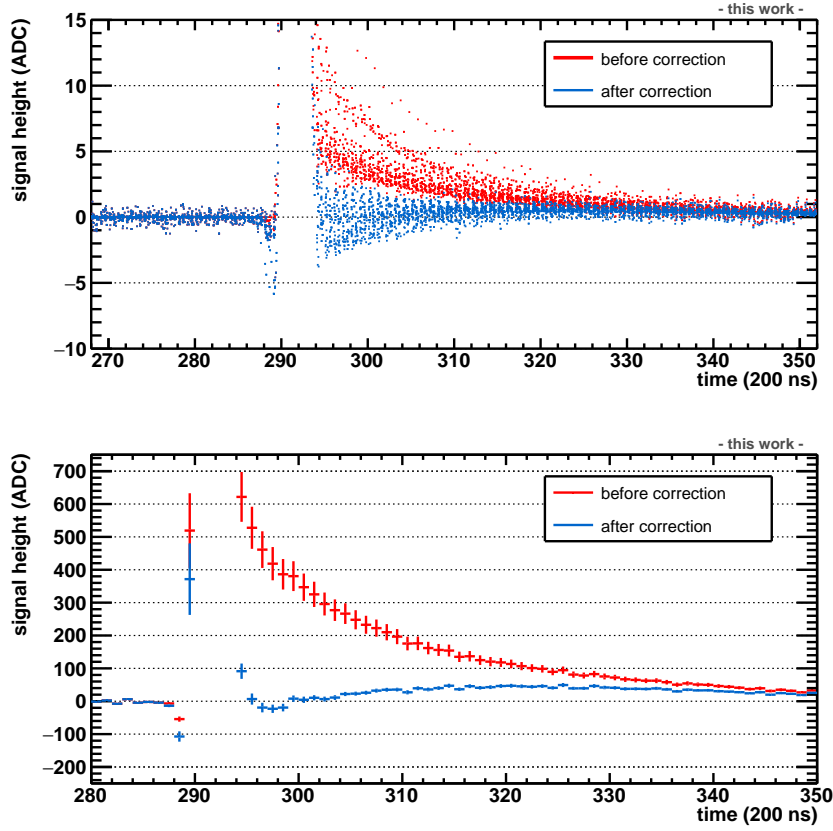 - this work -
signal height (ADC)
15
10
5
0
−5
−10
before correction
after correction
270 280 290 300 310 320 330 340 350
time (200 ns)
- this work -
signal height (ADC)
700
600
500
400
300
200
100
0
−100
−200
before correction
after correction
280 290 300 310 320 330 340 350
time (200 ns)